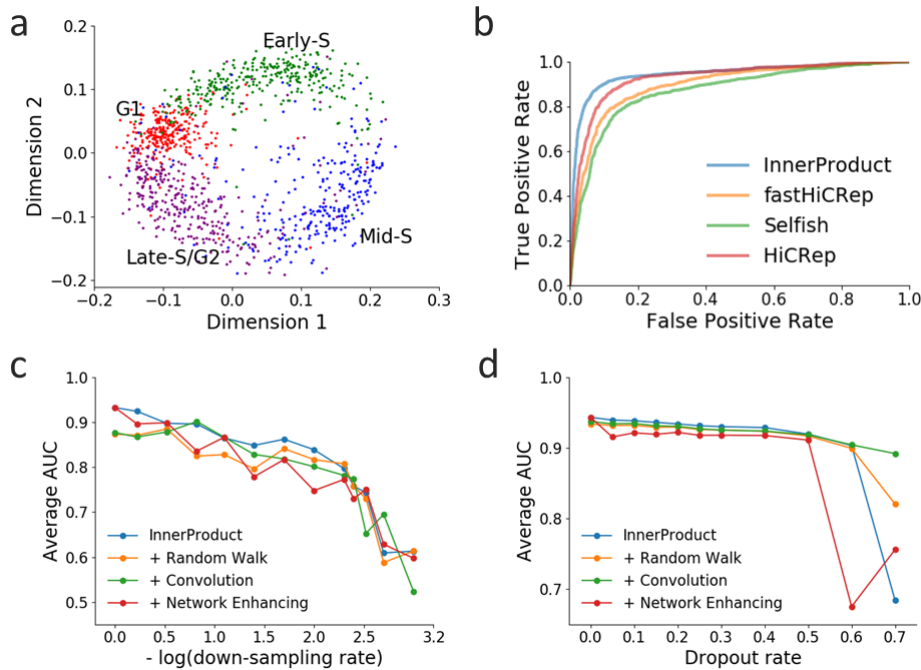 a
0.2
0.1
0.0
−0.1
−0.2
−0.2
−0.1
0.0
0.1
0.2
0.3
Dimension 2
Dimension 1
Early-S
G1
Mid-S
Late-S/G2
b
1.0
0.8
0.6
0.4
0.2
0.0
0.0
0.2
0.4
0.6
0.8
1.0
True Positive Rate
False Positive Rate
InnerProduct
fastHiCRep
Selfish
HiCRep
c
1.0
0.9
0.8
0.7
0.6
0.5
0.0
0.5
1.0
1.5
2.0
2.5
3.2
Average AUC
- log(down-sampling rate)
InnerProduct
+ Random Walk
+ Convolution
+ Network Enhancing
d
1.0
0.9
0.8
0.7
0.0
0.1
0.2
0.3
0.4
0.5
0.6
0.7
Average AUC
Dropout rate
InnerProduct
+ Random Walk
+ Convolution
+ Network Enhancing